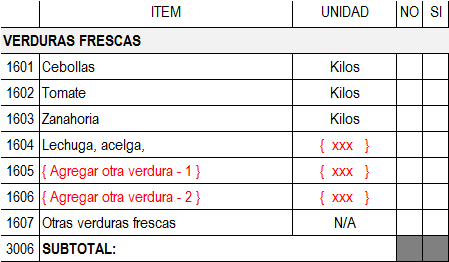 ITEM UNIDAD NO SI
VERDURAS FRESCAS
1601 Cebollas Kilos
1602 Tomate Kilos
1603 Zanahoria Kilos
1604 Lechuga, acelga, { xxx }
1605 { Agregar otra verdura - 1 } { xxx }
1606 { Agregar otra verdura - 2 } { xxx }
1607 Otras verduras frescas N/A
3006 SUBTOTAL: